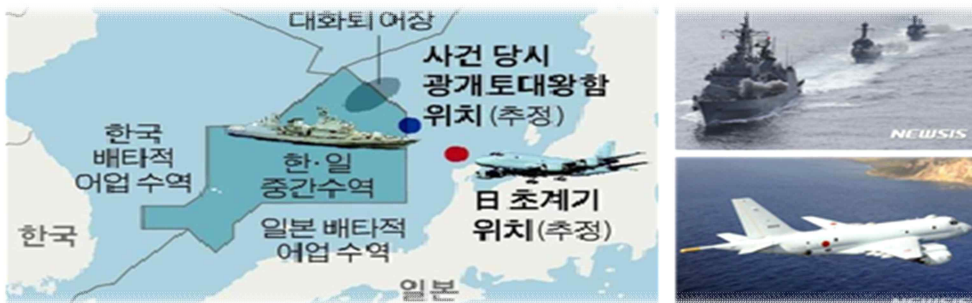 대화퇴 어장
사건 당시
광개토대왕함
위치(추정)
한국
배타적
어업 수역
한·일
중간수역
日 초계기
위치(추정)
일본 배타적
어업 수역
한국
일본
NEWSIS